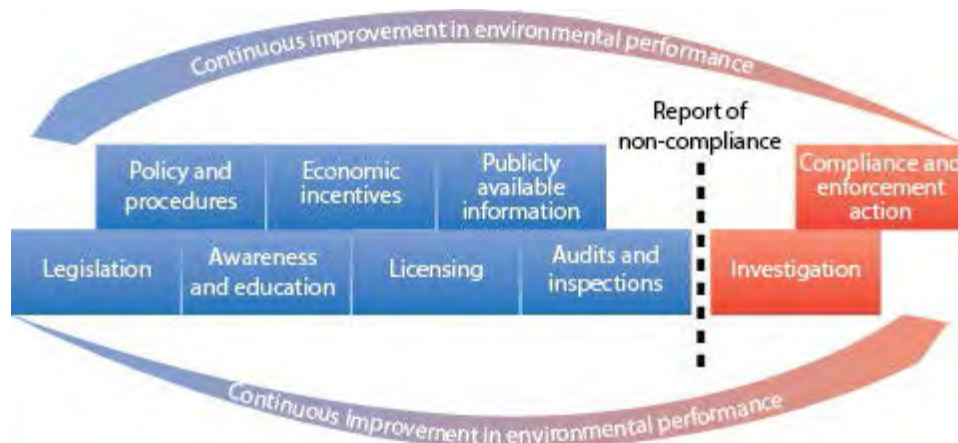 Continuous improvement in environmental performance
Report of
non-compliance
Policy and
procedures
Economic
incentives
Publicly
available
information
Compliance and
enforcement
action
Legislation
Awareness
and education
Licensing
Audits and
inspections
Investigation
Continuous improvement in environmental performance